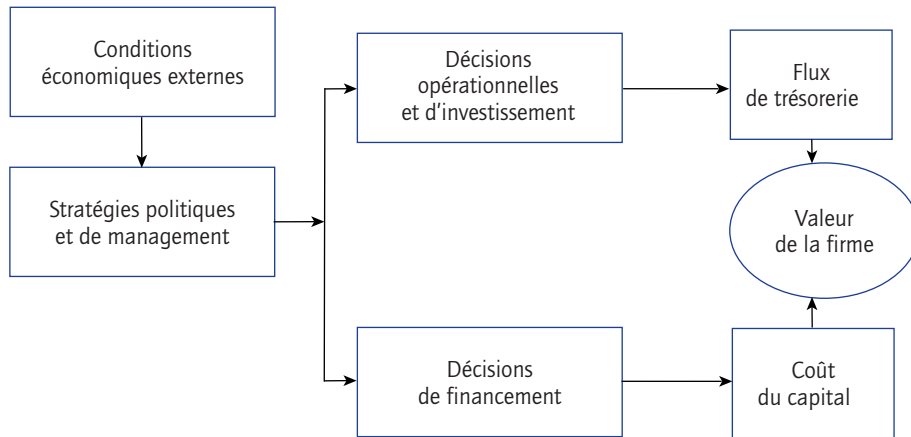 Conditions
économiques externes
Stratégies politiques
et de management
Décisions
opérationnelles
et d'investissement
Flux
de trésorerie
Valeur
de la firme
Décisions
de financement
Coût
du capital